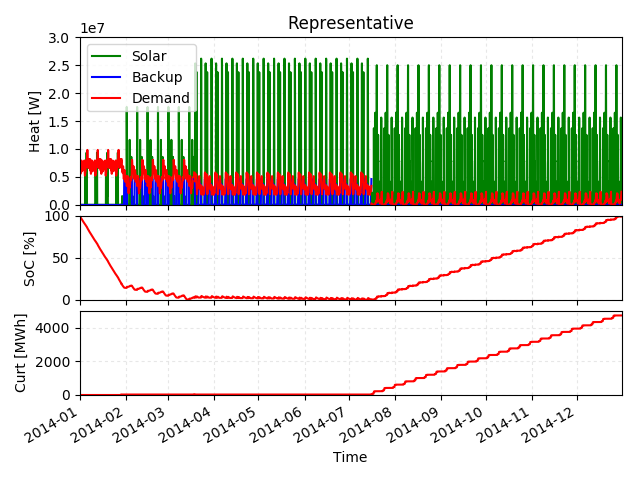 Representative
1e7
3.0
2.5
2.0
1.5
1.0
0.5
0.0
Heat [W]
Solar
Backup
Demand
100
50
0
SoC [%]
4000
2000
0
Curt [MWh]
2014-01
2014-02
2014-03
2014-04
2014-05
2014-06
2014-07
2014-08
2014-09
2014-10
2014-11
2014-12
Time